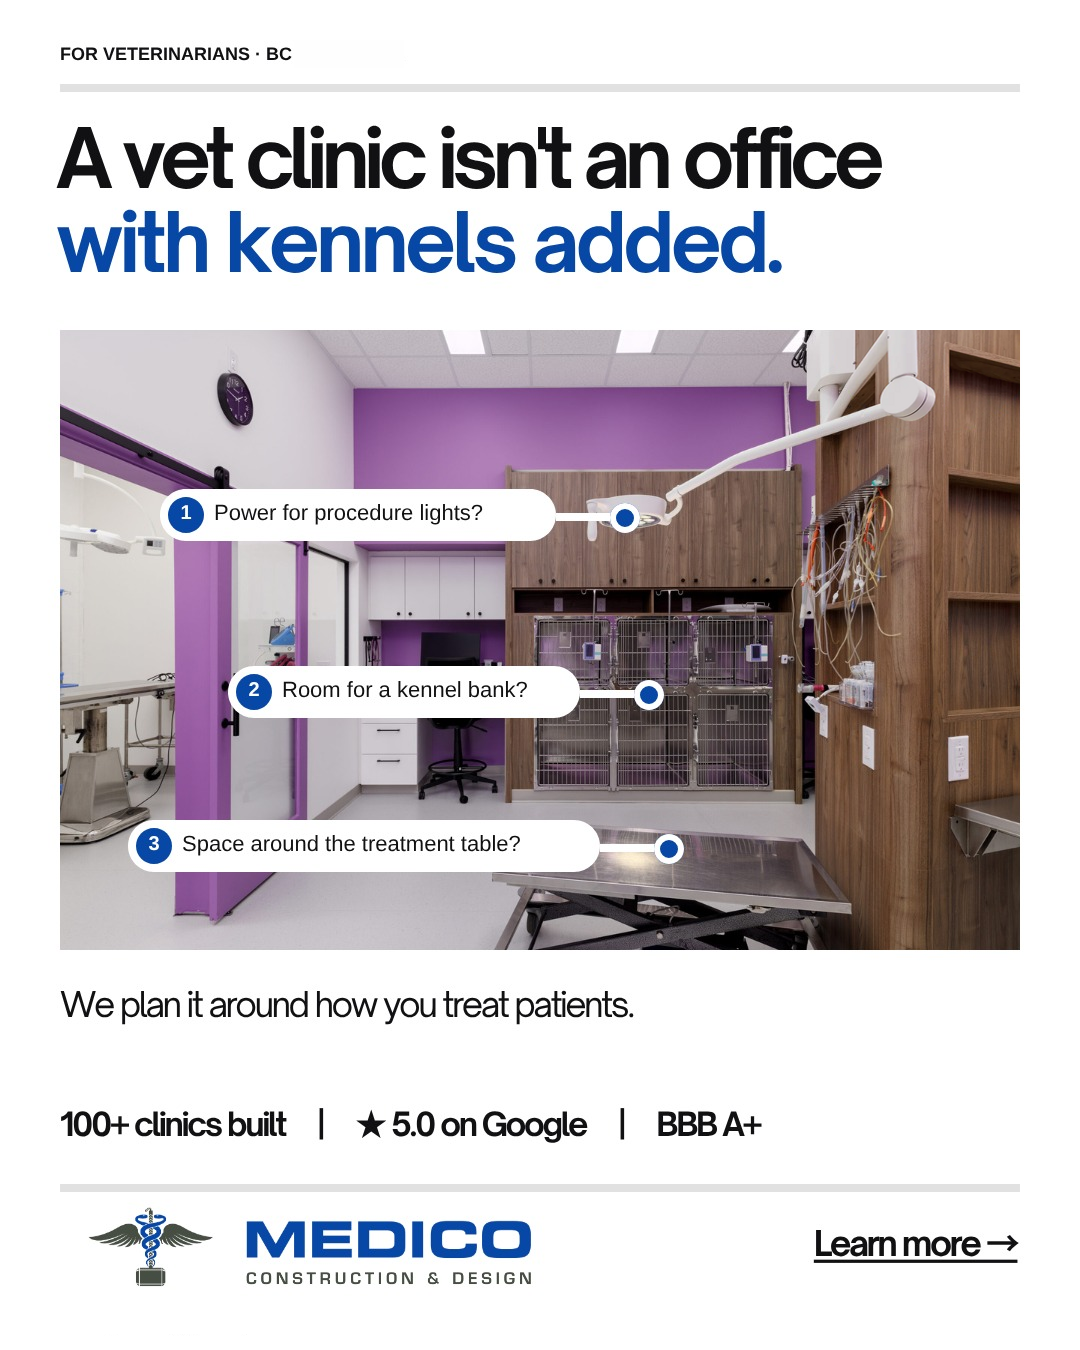 FOR VETERINARIANS · BC
A vet clinic isn't an office
with kennels added.
1 Power for procedure lights?
2 Room for a kennel bank?
3 Space around the treatment table?
We plan it around how you treat patients.
100+ clinics built | ★ 5.0 on Google | BBB A+
MEDICO
CONSTRUCTION & DESIGN
Learn more →